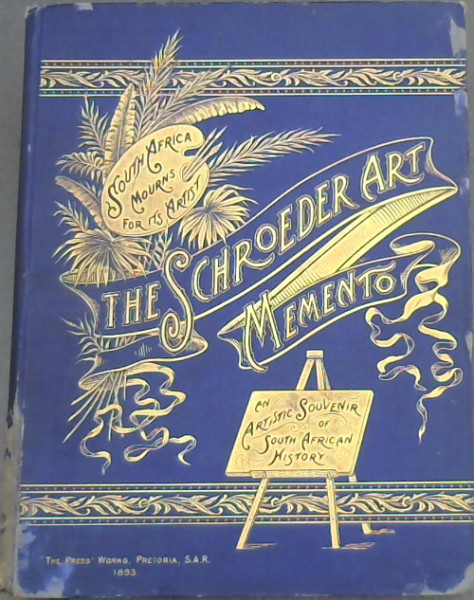 SOUTH AFRICA
MOURNS
FOR ITS ARTIST
THE SCHROEDER ART
MEMENTO
AN
ARTISTIC SOUVENIR
OF
SOUTH AFRICAN
HISTORY
"THE PRESS" WORKS, PRETORIA, S.A.R.
1893